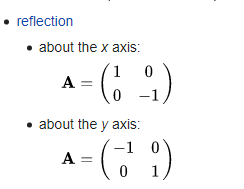 • reflection
• about the x axis:
A = ( 1 0
0 −1 )
• about the y axis:
A = ( −1 0
0 1 )